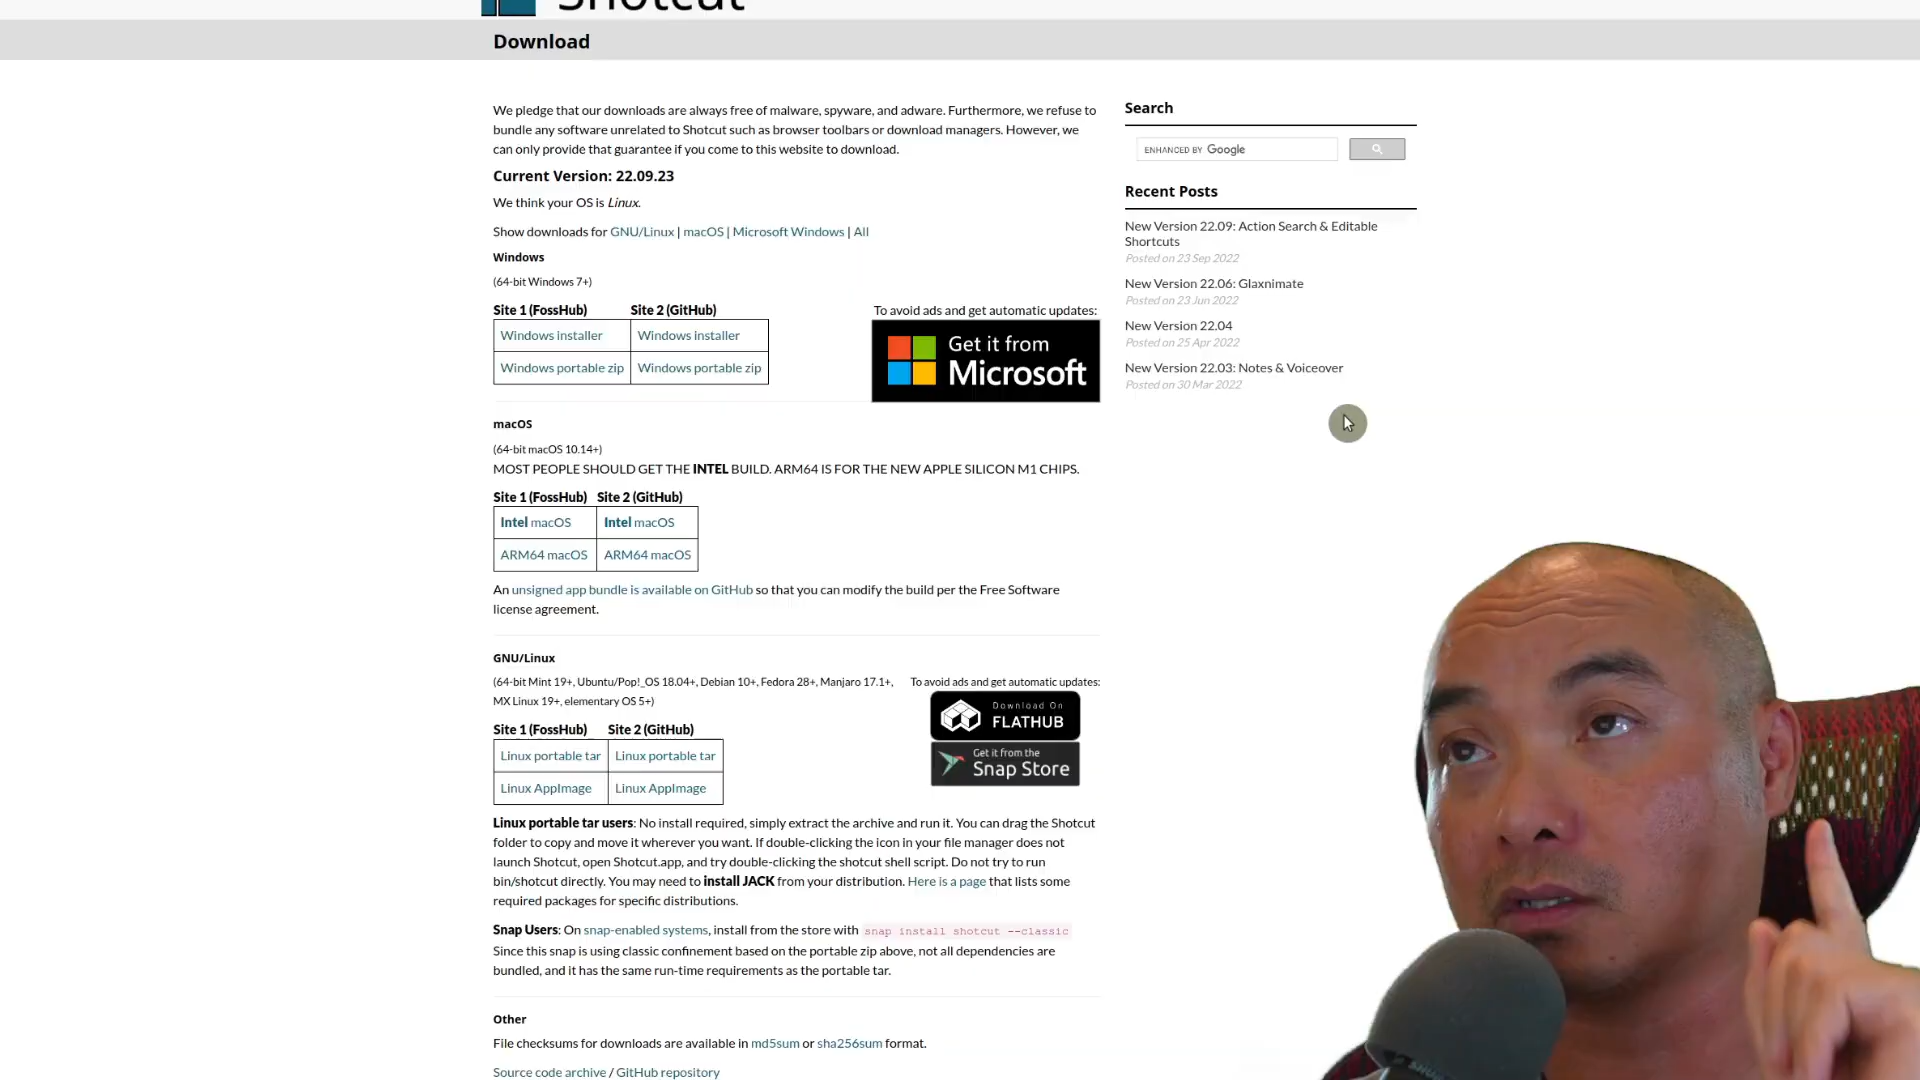 Shotcut
Download
We pledge that our downloads are always free of malware, spyware, and adware. Furthermore, we refuse to
bundle any software unrelated to Shotcut such as browser toolbars or download managers. However, we
can only provide that guarantee if you come to this website to download.
Current Version: 22.09.23
We think your OS is Linux.
Show downloads for GNU/Linux | macOS | Microsoft Windows | All
Windows
(64-bit Windows 7+)
Site 1 (FossHub) Site 2 (GitHub)
Windows installer Windows installer
Windows portable zip Windows portable zip
To avoid ads and get automatic updates:
Get it from
Microsoft
macOS
(64-bit macOS 10.14+)
MOST PEOPLE SHOULD GET THE INTEL BUILD. ARM64 IS FOR THE NEW APPLE SILICON M1 CHIPS.
Site 1 (FossHub) Site 2 (GitHub)
Intel macOS Intel macOS
ARM64 macOS ARM64 macOS
An unsigned app bundle is available on GitHub so that you can modify the build per the Free Software
license agreement.
GNU/Linux
(64-bit Mint 19+, Ubuntu/Pop!_OS 18.04+, Debian 10+, Fedora 28+, Manjaro 17.1+,
MX Linux 19+, elementary OS 5+)
Site 1 (FossHub) Site 2 (GitHub)
Linux portable tar Linux portable tar
Linux AppImage Linux AppImage
To avoid ads and get automatic updates:
Download On
FLATHUB
Get it from the
Snap Store
Linux portable tar users: No install required, simply extract the archive and run it. You can drag the Shotcut
folder to copy and move it wherever you want. If double-clicking the icon in your file manager does not
launch Shotcut, open Shotcut.app, and try double-clicking the shotcut shell script. Do not try to run
bin/shotcut directly. You may need to install JACK from your distribution. Here is a page that lists some
required packages for specific distributions.
Snap Users: On snap-enabled systems, install from the store with snap install shotcut --classic
Since this snap is using classic confinement based on the portable zip above, not all dependencies are
bundled, and it has the same run-time requirements as the portable tar.
Other
File checksums for downloads are available in md5sum or sha256sum format.
Source code archive / GitHub repository
Search
ENHANCED BY Google
Recent Posts
New Version 22.09: Action Search & Editable
Shortcuts
Posted on 23 Sep 2022
New Version 22.06: Glaxnimate
Posted on 23 Jun 2022
New Version 22.04
Posted on 25 Apr 2022
New Version 22.03: Notes & Voiceover
Posted on 30 Mar 2022